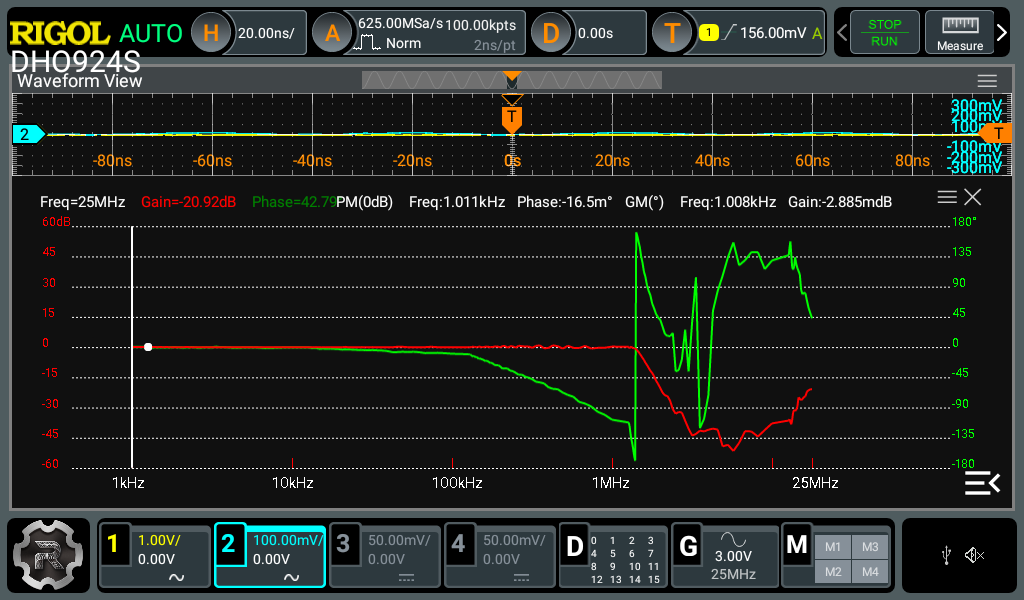 RIGOL AUTO H 20.00ns/ A 625.00MSa/s 100.00kpts D 0.00s T 1 156.00mV A STOP
Norm 2ns/pt RUN Measure
DHO924S
Waveform View
300mV
200mV
2 T 100 T
-100mV
-80ns -60ns -40ns -20ns 0s 20ns 40ns 60ns 80ns -200mV
-300mV
Freq=25MHz Gain=-20.92dB Phase=42.79 PM(0dB) Freq:1.011kHz Phase:-16.5m° GM(°) Freq:1.008kHz Gain:-2.885mdB
60dB 180°
45 135
30 90
15 45
0 0
-15 -45
-30 -90
-45 -135
-60 -180
1kHz 10kHz 100kHz 1MHz 25MHz
1 1.00V/ 2 100.00mV/ 3 50.00mV/ 4 50.00mV/ D 0 1 2 3 G 3.00V M M1 M3
0.00V 0.00V 0.00V 0.00V 4 5 6 7 25MHz M2 M4
8 9 10 11
12 13 14 15
R